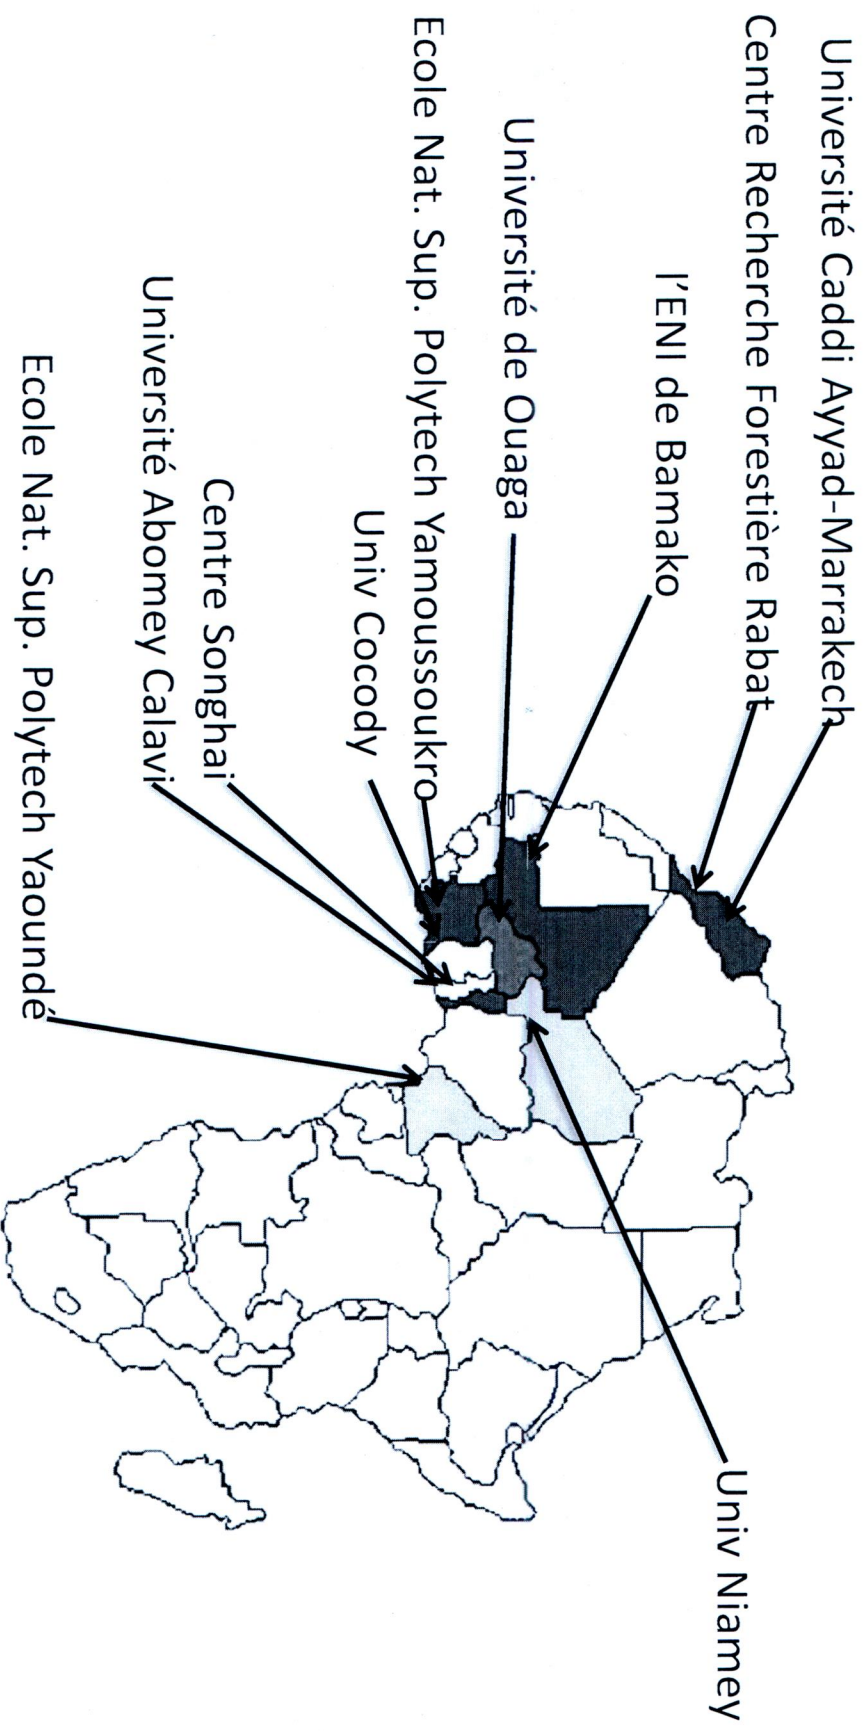 Université Caddi Ayyad-Marrakech
Centre Recherche Forestière Rabat
l'ENI de Bamako
Université de Ouaga
Ecole Nat. Sup. Polytech Yamoussoukro
Univ Cocody
Centre Songhai
Université Abomey Calavi
Ecole Nat. Sup. Polytech Yaoundé
Univ Niamey